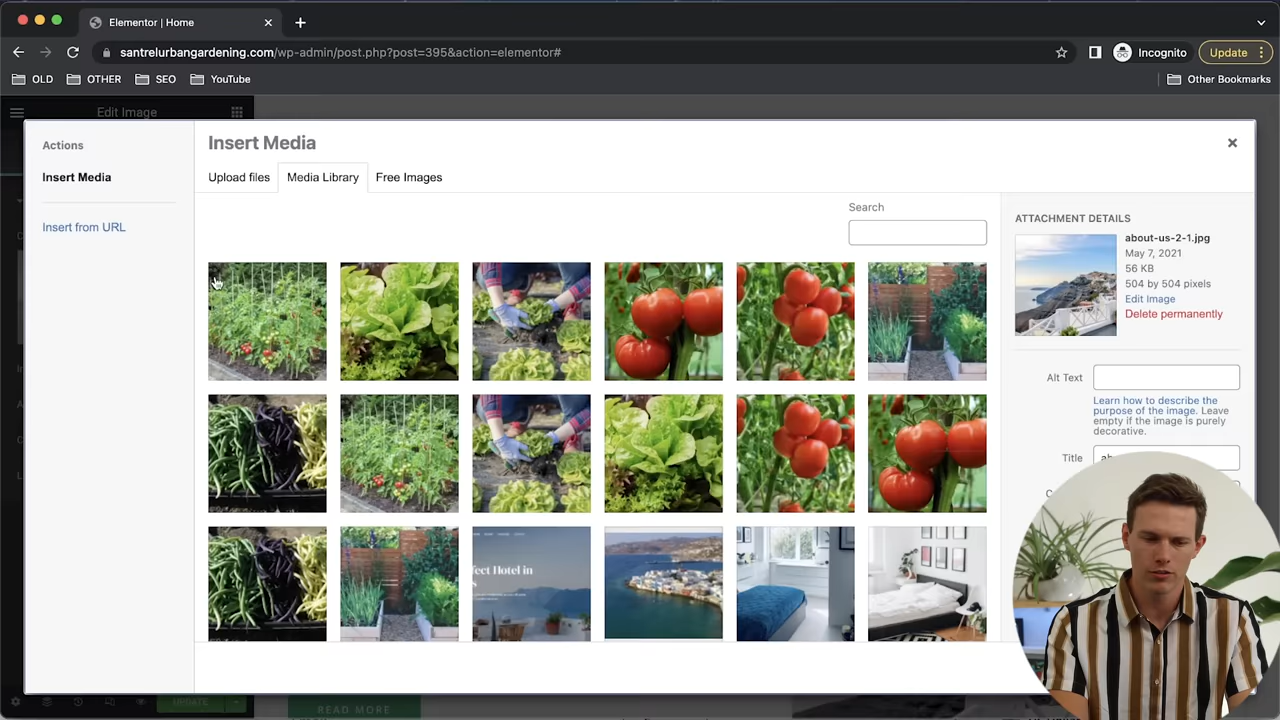 Elementor | Home
santrelurbangardening.com/wp-admin/post.php?post=395&action=elementor#
Incognito
Update
OLD
OTHER
SEO
YouTube
Other Bookmarks
Edit Image
Actions
Insert Media
Insert from URL
Insert Media
Upload files
Media Library
Free Images
Search
ATTACHMENT DETAILS
about-us-2-1.jpg
May 7, 2021
56 KB
504 by 504 pixels
Edit Image
Delete permanently
Alt Text
Learn how to describe the
purpose of the image. Leave
empty if the image is purely
decorative.
Title
fect Hotel in
UPDATE
READ MORE